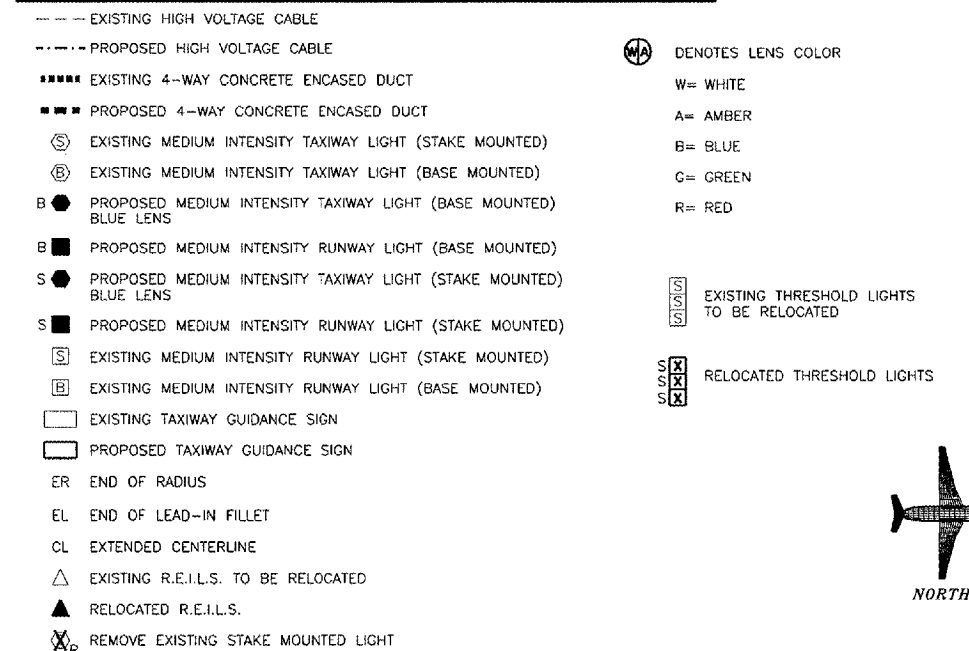 EXISTING HIGH VOLTAGE CABLE
PROPOSED HIGH VOLTAGE CABLE
EXISTING 4-WAY CONCRETE ENCASED DUCT
PROPOSED 4-WAY CONCRETE ENCASED DUCT
S EXISTING MEDIUM INTENSITY TAXIWAY LIGHT (STAKE MOUNTED)
B EXISTING MEDIUM INTENSITY TAXIWAY LIGHT (BASE MOUNTED)
B PROPOSED MEDIUM INTENSITY TAXIWAY LIGHT (BASE MOUNTED)
BLUE LENS
B PROPOSED MEDIUM INTENSITY RUNWAY LIGHT (BASE MOUNTED)
S PROPOSED MEDIUM INTENSITY TAXIWAY LIGHT (STAKE MOUNTED)
BLUE LENS
S PROPOSED MEDIUM INTENSITY RUNWAY LIGHT (STAKE MOUNTED)
S EXISTING MEDIUM INTENSITY RUNWAY LIGHT (STAKE MOUNTED)
B EXISTING MEDIUM INTENSITY RUNWAY LIGHT (BASE MOUNTED)
EXISTING TAXIWAY GUIDANCE SIGN
PROPOSED TAXIWAY GUIDANCE SIGN
ER END OF RADIUS
EL END OF LEAD-IN FILLET
CL EXTENDED CENTERLINE
EXISTING R.E.I.L.S. TO BE RELOCATED
RELOCATED R.E.I.L.S.
X R REMOVE EXISTING STAKE MOUNTED LIGHT
WA DENOTES LENS COLOR
W= WHITE
A= AMBER
B= BLUE
G= GREEN
R= RED
S
S EXISTING THRESHOLD LIGHTS
S TO BE RELOCATED
S X
S X RELOCATED THRESHOLD LIGHTS
S X
NORTH